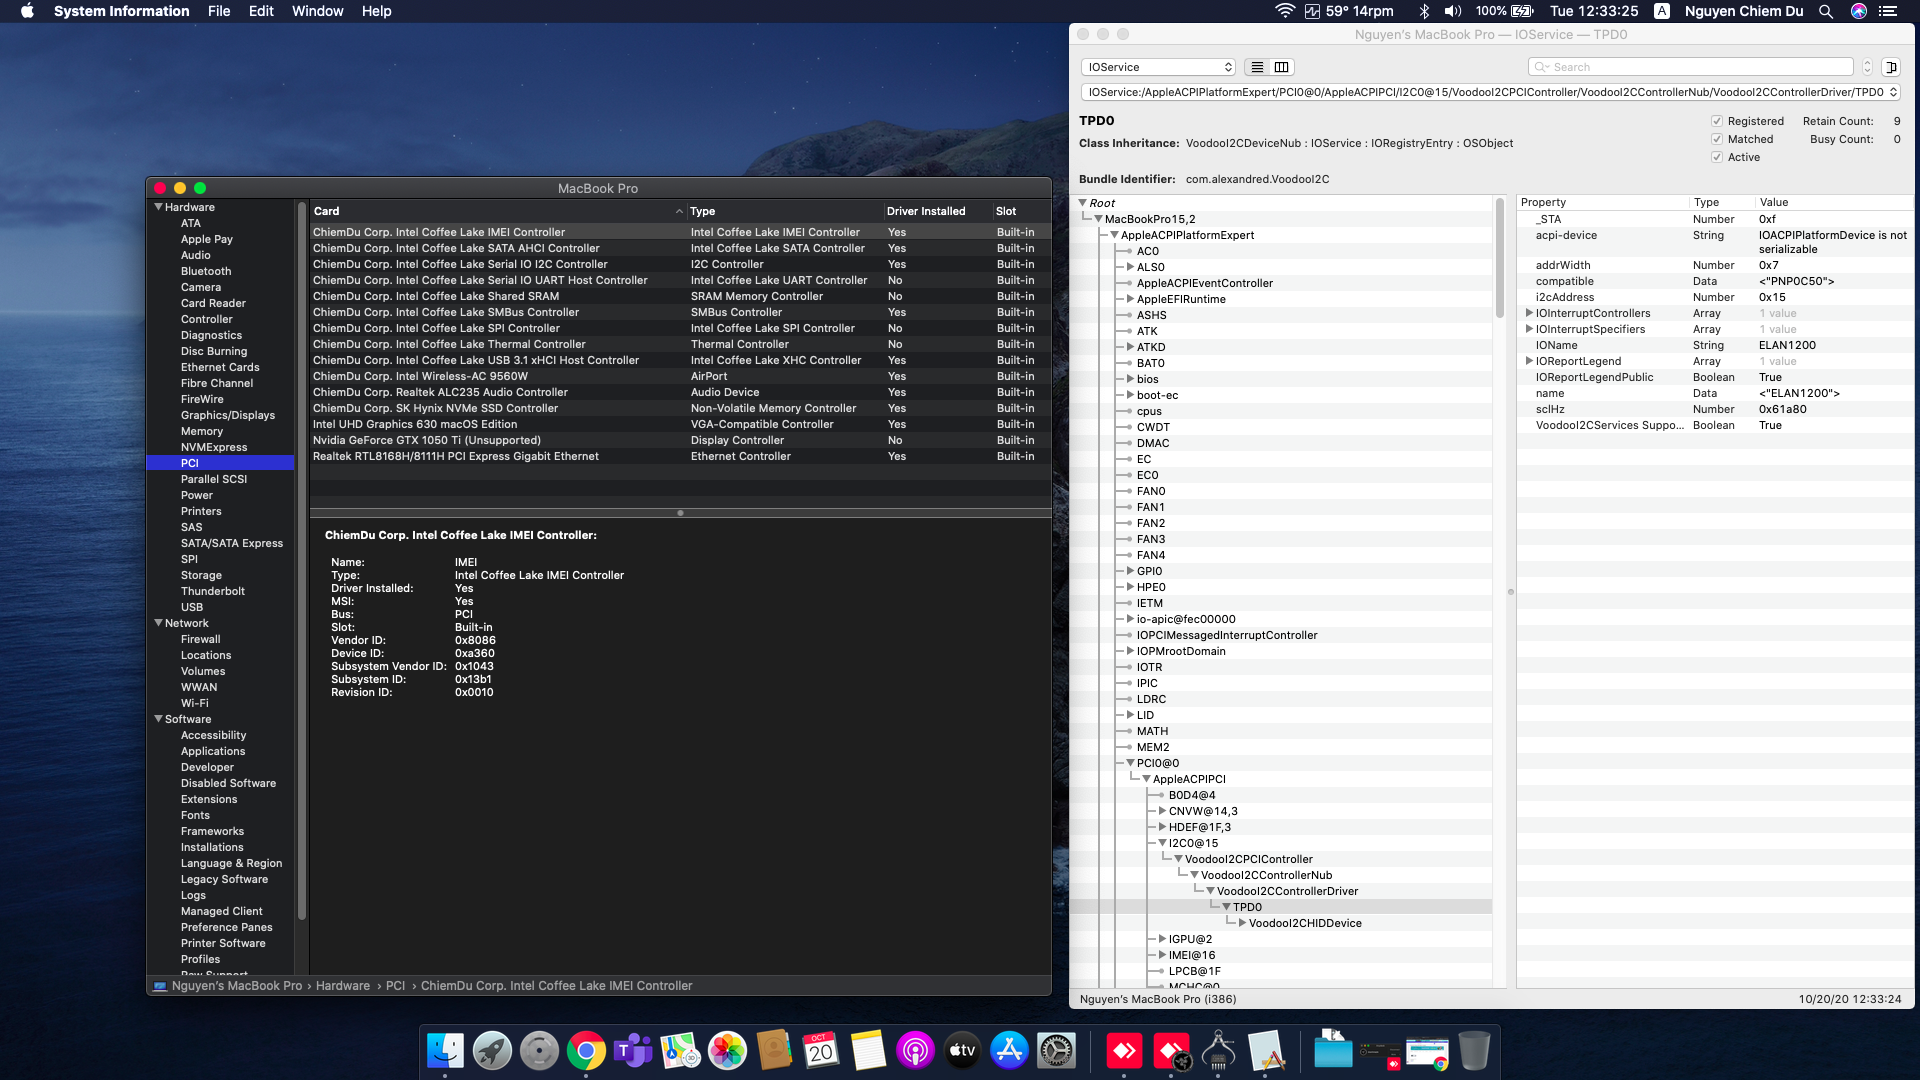 System Information File Edit Window Help
59° 14rpm 100% Tue 12:33:25 A Nguyen Chiem Du
Nguyen's MacBook Pro — IOService — TPD0
IOService
Search
IOService:/AppleACPIPlatformExpert/PCI0@0/AppleACPIPCI/I2C0@15/VoodooI2CPCIController/VoodooI2CControllerNub/VoodooI2CControllerDriver/TPD0
TPD0
Registered Retain Count: 9
Class Inheritance: VoodooI2CDeviceNub : IOService : IORegistryEntry : OSObject
Matched Busy Count: 0
Active
Bundle Identifier: com.alexandred.VoodooI2C
Root
MacBookPro15,2
AppleACPIPlatformExpert
AC0
ALS0
AppleACPIEventController
AppleEFIRuntime
ASHS
ATK
ATKD
BAT0
bios
boot-ec
cpus
CWDT
DMAC
EC
EC0
FAN0
FAN1
FAN2
FAN3
FAN4
GPI0
HPE0
IETM
io-apic@fec00000
IOPCIMessagedInterruptController
IOPMrootDomain
IOTR
IPIC
LDRC
LID
MATH
MEM2
PCI0@0
AppleACPIPCI
B0D4@4
CNVW@14,3
HDEF@1F,3
I2C0@15
VoodooI2CPCIController
VoodooI2CControllerNub
VoodooI2CControllerDriver
TPD0
VoodooI2CHIDDevice
IGPU@2
IMEI@16
LPCB@1F
MCHC@0
Property Type Value
_STA Number 0xf
acpi-device String IOACPIPlatformDevice is not
serializable
addrWidth Number 0x7
compatible Data <"PNP0C50">
i2cAddress Number 0x15
IOInterruptControllers Array 1 value
IOInterruptSpecifiers Array 1 value
IOName String ELAN1200
IOReportLegend Array 1 value
IOReportLegendPublic Boolean True
name Data <"ELAN1200">
sclHz Number 0x61a80
VoodooI2CServices Suppo... Boolean True
Nguyen's MacBook Pro (i386) 10/20/20 12:33:24
MacBook Pro
Hardware
ATA
Apple Pay
Audio
Bluetooth
Camera
Card Reader
Controller
Diagnostics
Disc Burning
Ethernet Cards
Fibre Channel
FireWire
Graphics/Displays
Memory
NVMExpress
PCI
Parallel SCSI
Power
Printers
SAS
SATA/SATA Express
SPI
Storage
Thunderbolt
USB
Network
Firewall
Locations
Volumes
WWAN
Wi-Fi
Software
Accessibility
Applications
Developer
Disabled Software
Extensions
Fonts
Frameworks
Installations
Language & Region
Legacy Software
Logs
Managed Client
Preference Panes
Printer Software
Profiles
Raw Support
Card Type Driver Installed Slot
ChiemDu Corp. Intel Coffee Lake IMEI Controller Intel Coffee Lake IMEI Controller Yes Built-in
ChiemDu Corp. Intel Coffee Lake SATA AHCI Controller Intel Coffee Lake SATA Controller Yes Built-in
ChiemDu Corp. Intel Coffee Lake Serial IO I2C Controller I2C Controller Yes Built-in
ChiemDu Corp. Intel Coffee Lake Serial IO UART Host Controller Intel Coffee Lake UART Controller No Built-in
ChiemDu Corp. Intel Coffee Lake Shared SRAM SRAM Memory Controller No Built-in
ChiemDu Corp. Intel Coffee Lake SMBus Controller SMBus Controller Yes Built-in
ChiemDu Corp. Intel Coffee Lake SPI Controller Intel Coffee Lake SPI Controller No Built-in
ChiemDu Corp. Intel Coffee Lake Thermal Controller Thermal Controller No Built-in
ChiemDu Corp. Intel Coffee Lake USB 3.1 xHCI Host Controller Intel Coffee Lake XHC Controller Yes Built-in
ChiemDu Corp. Intel Wireless-AC 9560W AirPort Yes Built-in
ChiemDu Corp. Realtek ALC235 Audio Controller Audio Device Yes Built-in
ChiemDu Corp. SK Hynix NVMe SSD Controller Non-Volatile Memory Controller Yes Built-in
Intel UHD Graphics 630 macOS Edition VGA-Compatible Controller Yes Built-in
Nvidia GeForce GTX 1050 Ti (Unsupported) Display Controller No Built-in
Realtek RTL8168H/8111H PCI Express Gigabit Ethernet Ethernet Controller Yes Built-in
ChiemDu Corp. Intel Coffee Lake IMEI Controller:
Name: IMEI
Type: Intel Coffee Lake IMEI Controller
Driver Installed: Yes
MSI: Yes
Bus: PCI
Slot: Built-in
Vendor ID: 0x8086
Device ID: 0xa360
Subsystem Vendor ID: 0x1043
Subsystem ID: 0x13b1
Revision ID: 0x0010
Nguyen's MacBook Pro › Hardware › PCI › ChiemDu Corp. Intel Coffee Lake IMEI Controller
OCT
20
tv